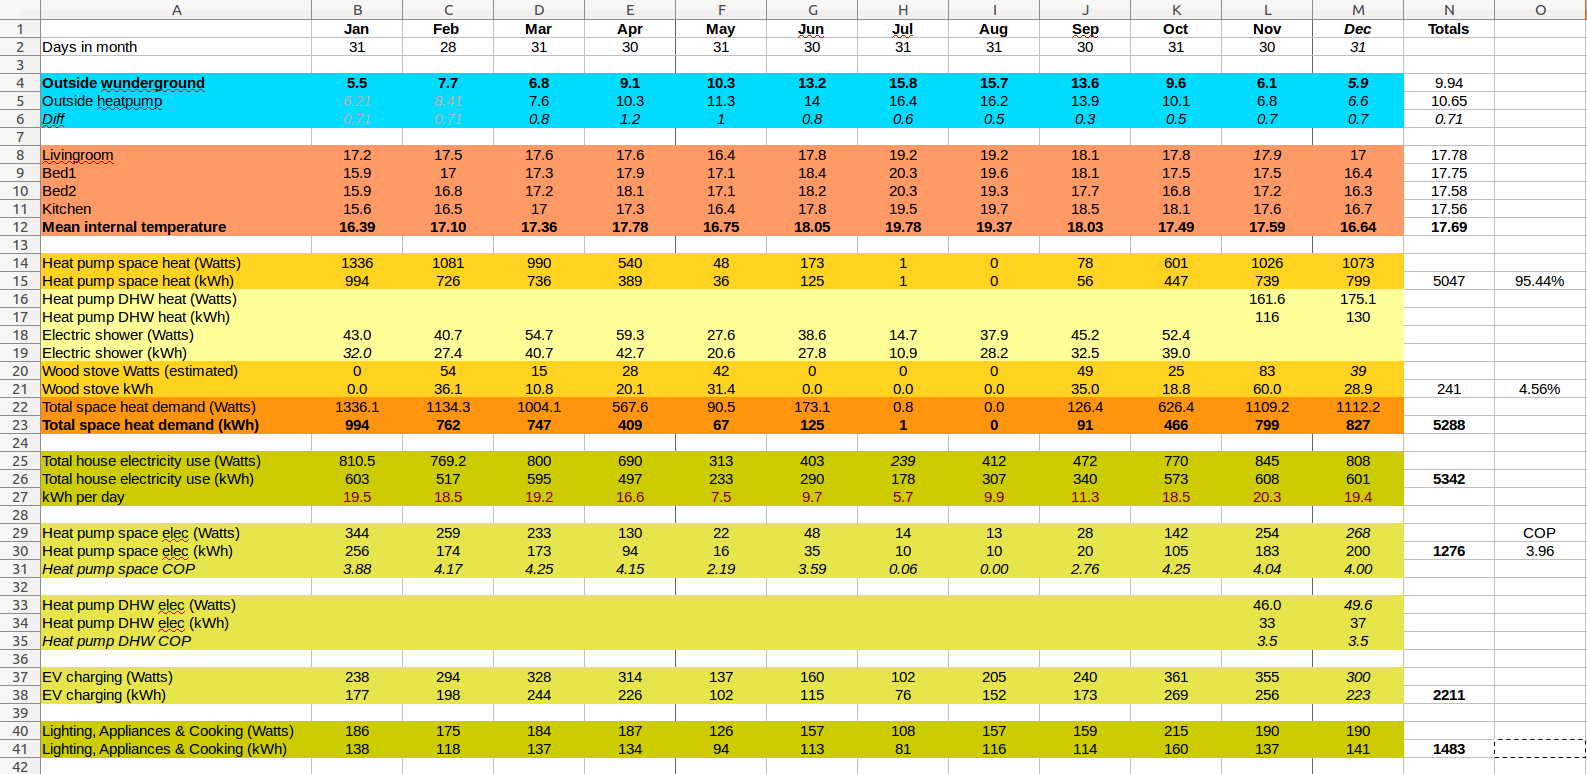 A B C D E F G H I J K L M N O
1 Jan Feb Mar Apr May Jun Jul Aug Sep Oct Nov Dec Totals
2 Days in month 31 28 31 30 31 30 31 31 30 31 30 31
3
4 Outside wunderground 5.5 7.7 6.8 9.1 10.3 13.2 15.8 15.7 13.6 9.6 6.1 5.9 9.94
5 Outside heatpump 6.21 8.41 7.6 10.3 11.3 14 16.4 16.2 13.9 10.1 6.8 6.6 10.65
6 Diff 0.71 0.71 0.8 1.2 1 0.8 0.6 0.5 0.3 0.5 0.7 0.7 0.71
7
8 Livingroom 17.2 17.5 17.6 17.6 16.4 17.8 19.2 19.2 18.1 17.8 17.9 17 17.78
9 Bed1 15.9 17 17.3 17.9 17.1 18.4 20.3 19.6 18.1 17.5 17.5 16.4 17.75
10 Bed2 15.9 16.8 17.2 18.1 17.1 18.2 20.3 19.3 17.7 16.8 17.2 16.3 17.58
11 Kitchen 15.6 16.5 17 17.3 16.4 17.8 19.5 19.7 18.5 18.1 17.6 16.7 17.56
12 Mean internal temperature 16.39 17.10 17.36 17.78 16.75 18.05 19.78 19.37 18.03 17.49 17.59 16.64 17.69
13
14 Heat pump space heat (Watts) 1336 1081 990 540 48 173 1 0 78 601 1026 1073
15 Heat pump space heat (kWh) 994 726 736 389 36 125 1 0 56 447 739 799 5047 95.44%
16 Heat pump DHW heat (Watts) 161.6 175.1
17 Heat pump DHW heat (kWh) 116 130
18 Electric shower (Watts) 43.0 40.7 54.7 59.3 27.6 38.6 14.7 37.9 45.2 52.4
19 Electric shower (kWh) 32.0 27.4 40.7 42.7 20.6 27.8 10.9 28.2 32.5 39.0
20 Wood stove Watts (estimated) 0 54 15 28 42 0 0 0 49 25 83 39
21 Wood stove kWh 0.0 36.1 10.8 20.1 31.4 0.0 0.0 0.0 35.0 18.8 60.0 28.9 241 4.56%
22 Total space heat demand (Watts) 1336.1 1134.3 1004.1 567.6 90.5 173.1 0.8 0.0 126.4 626.4 1109.2 1112.2
23 Total space heat demand (kWh) 994 762 747 409 67 125 1 0 91 466 799 827 5288
24
25 Total house electricity use (Watts) 810.5 769.2 800 690 313 403 239 412 472 770 845 808
26 Total house electricity use (kWh) 603 517 595 497 233 290 178 307 340 573 608 601 5342
27 kWh per day 19.5 18.5 19.2 16.6 7.5 9.7 5.7 9.9 11.3 18.5 20.3 19.4
28
29 Heat pump space elec (Watts) 344 259 233 130 22 48 14 13 28 142 254 268 COP
30 Heat pump space elec (kWh) 256 174 173 94 16 35 10 10 20 105 183 200 1276 3.96
31 Heat pump space COP 3.88 4.17 4.25 4.15 2.19 3.59 0.06 0.00 2.76 4.25 4.04 4.00
32
33 Heat pump DHW elec (Watts) 46.0 49.6
34 Heat pump DHW elec (kWh) 33 37
35 Heat pump DHW COP 3.5 3.5
36
37 EV charging (Watts) 238 294 328 314 137 160 102 205 240 361 355 300
38 EV charging (kWh) 177 198 244 226 102 115 76 152 173 269 256 223 2211
39
40 Lighting, Appliances & Cooking (Watts) 186 175 184 187 126 157 108 157 159 215 190 190
41 Lighting, Appliances & Cooking (kWh) 138 118 137 134 94 113 81 116 114 160 137 141 1483
42